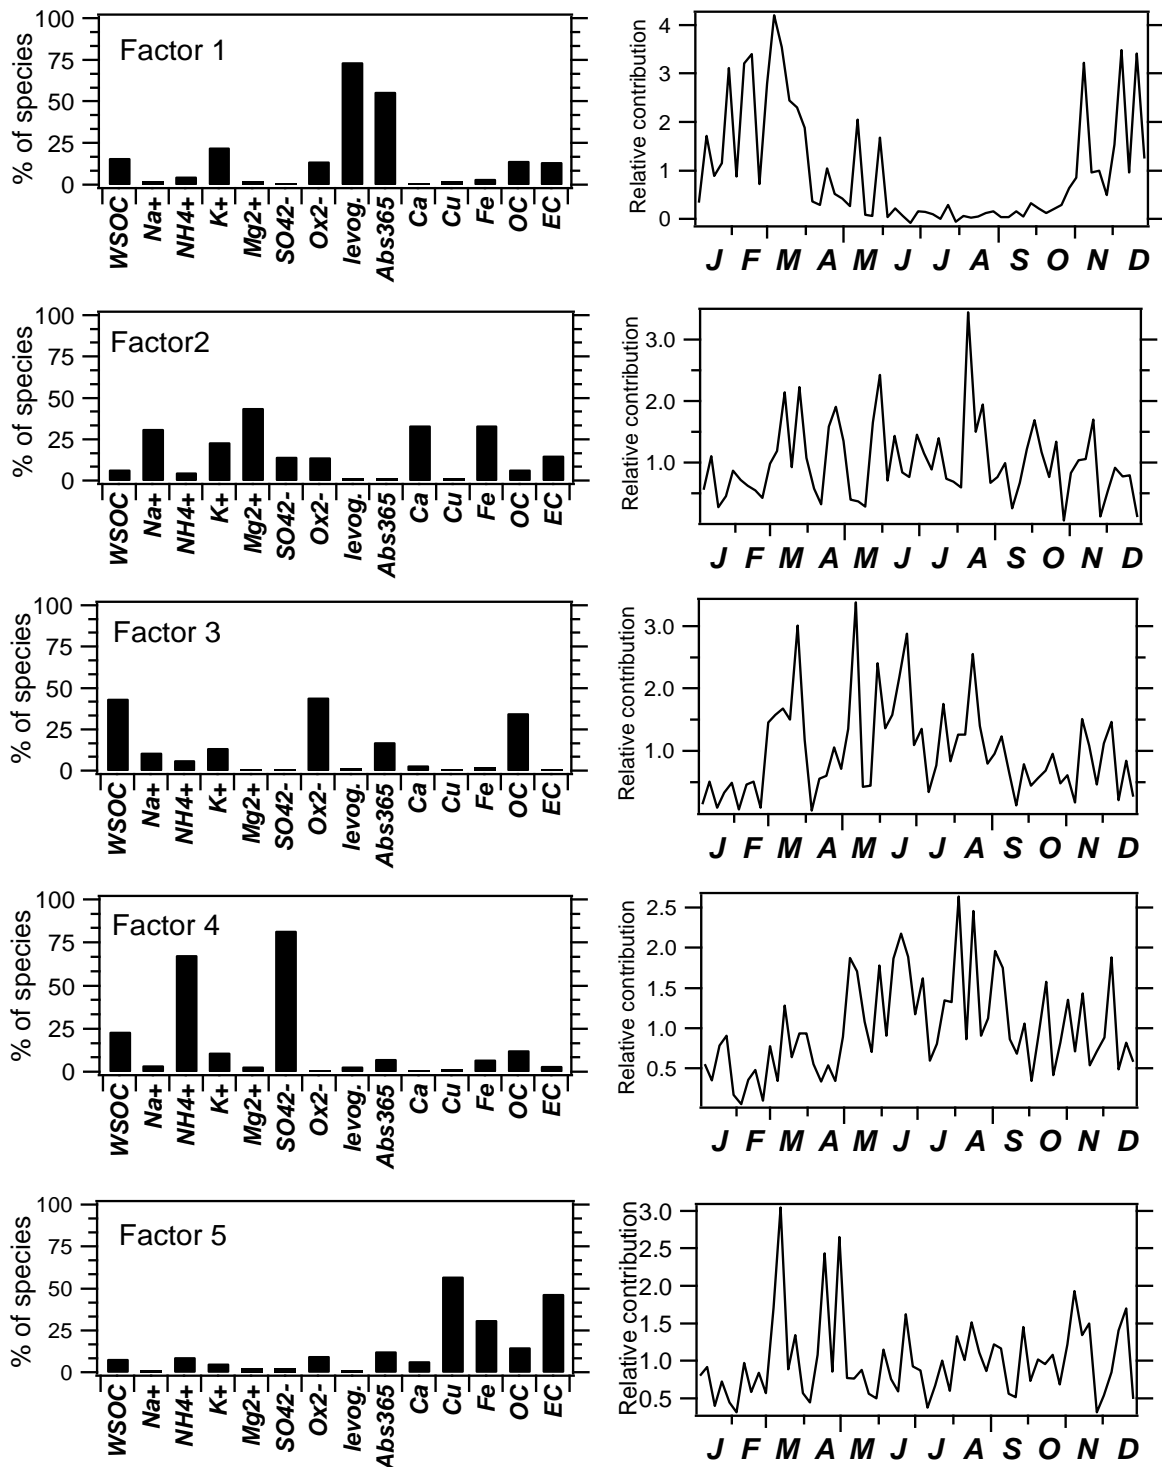 Factor 1
% of species
100
75
50
25
0
WSOC Na+ NH4+ K+ Mg2+ SO42- Ox2- levog. Abs365 Ca Cu Fe OC EC
Relative contribution
4
3
2
1
0
J F M A M J J A S O N D
Factor2
% of species
100
75
50
25
0
WSOC Na+ NH4+ K+ Mg2+ SO42- Ox2- levog. Abs365 Ca Cu Fe OC EC
Relative contribution
3.0
2.0
1.0
J F M A M J J A S O N D
Factor 3
% of species
100
75
50
25
0
WSOC Na+ NH4+ K+ Mg2+ SO42- Ox2- levog. Abs365 Ca Cu Fe OC EC
Relative contribution
3.0
2.0
1.0
J F M A M J J A S O N D
Factor 4
% of species
100
75
50
25
0
WSOC Na+ NH4+ K+ Mg2+ SO42- Ox2- levog. Abs365 Ca Cu Fe OC EC
Relative contribution
2.5
2.0
1.5
1.0
0.5
J F M A M J J A S O N D
Factor 5
% of species
100
75
50
25
0
WSOC Na+ NH4+ K+ Mg2+ SO42- Ox2- levog. Abs365 Ca Cu Fe OC EC
Relative contribution
3.0
2.5
2.0
1.5
1.0
0.5
J F M A M J J A S O N D